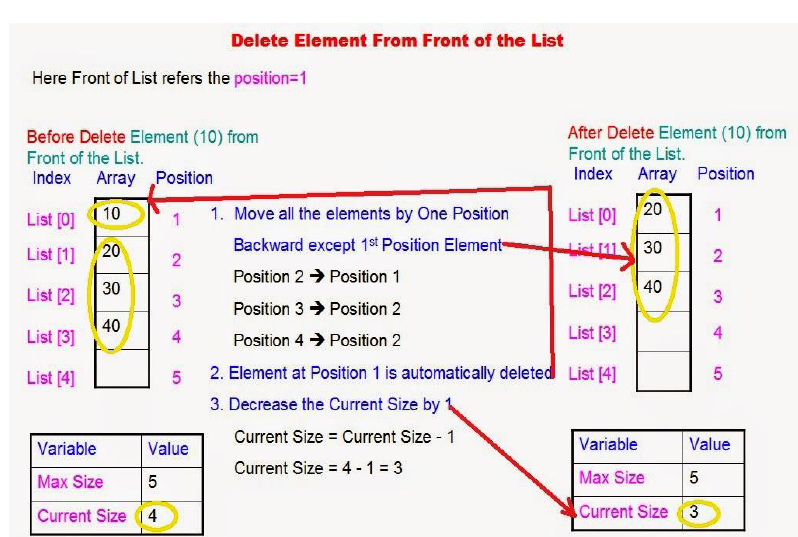 Delete Element From Front of the List
Here Front of List refers the position=1
Before Delete Element (10) from
Front of the List.
Index Array Position
List [0] 10 1
List [1] 20 2
List [2] 30 3
List [3] 40 4
List [4] 5
Variable Value
Max Size 5
Current Size 4
1. Move all the elements by One Position
Backward except 1st Position Element
Position 2 ➔ Position 1
Position 3 ➔ Position 2
Position 4 ➔ Position 2
2. Element at Position 1 is automatically deleted
3. Decrease the Current Size by 1
Current Size = Current Size - 1
Current Size = 4 - 1 = 3
After Delete Element (10) from
Front of the List.
Index Array Position
List [0] 20 1
List [1] 30 2
List [2] 40 3
List [3] 4
List [4] 5
Variable Value
Max Size 5
Current Size 3